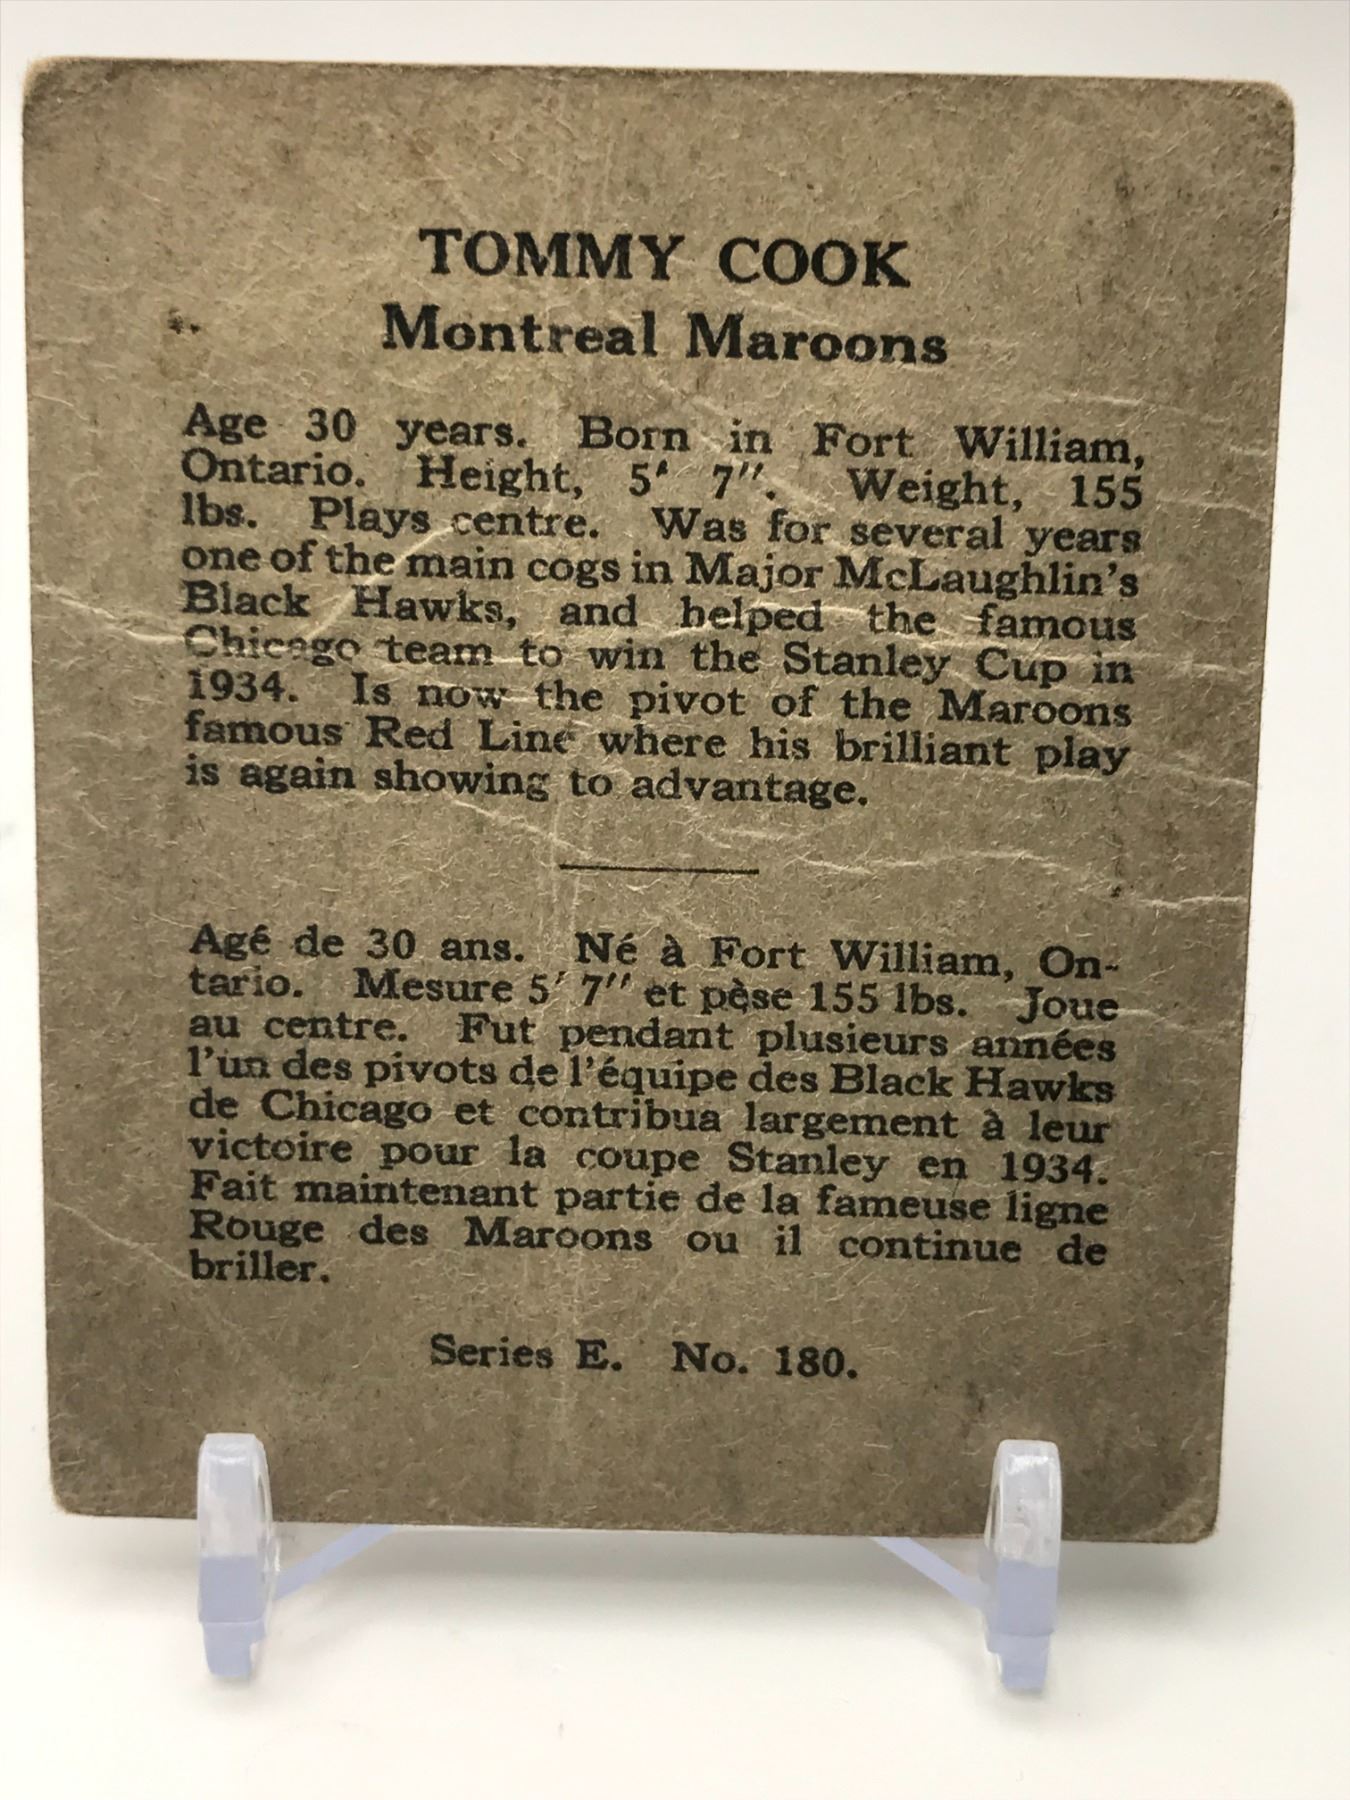 TOMMY COOK
Montreal Maroons
Age 30 years. Born in Fort William,
Ontario. Height, 5' 7". Weight, 155
lbs. Plays centre. Was for several years
one of the main cogs in Major McLaughlin's
Black Hawks, and helped the famous
Chicago team to win the Stanley Cup in
1934. Is now the pivot of the Maroons
famous Red Line where his brilliant play
is again showing to advantage.
Agé de 30 ans. Né à Fort William, On-
tario. Mesure 5' 7" et pèse 155 lbs. Joue
au centre. Fut pendant plusieurs années
l'un des pivots de l'équipe des Black Hawks
de Chicago et contribua largement à leur
victoire pour la coupe Stanley en 1934.
Fait maintenant partie de la fameuse ligne
Rouge des Maroons ou il continue de
briller.
Series E. No. 180.